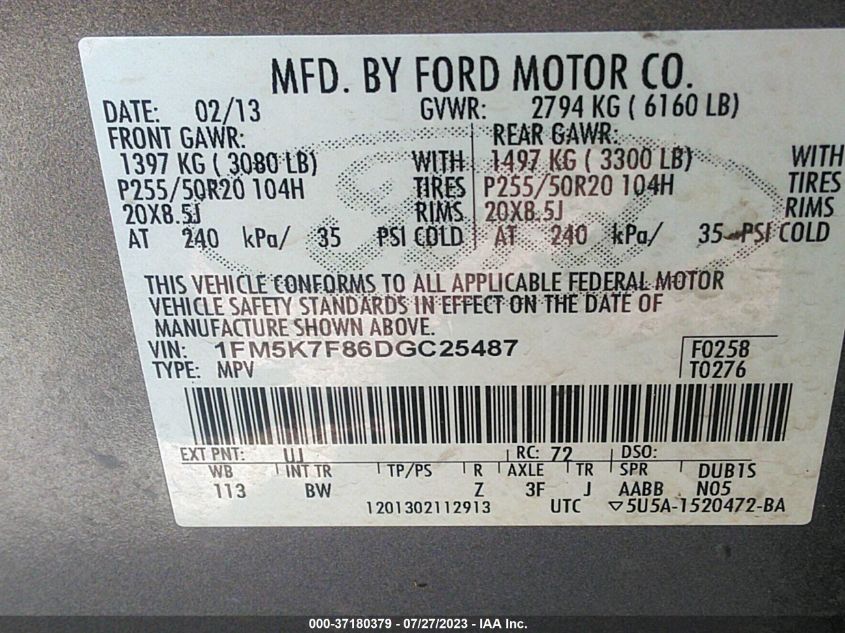 MFD. BY FORD MOTOR CO.
DATE: 02/13 GVWR: 2794 KG ( 6160 LB)
FRONT GAWR: REAR GAWR:
1397 KG ( 3080 LB) WITH 1497 KG ( 3300 LB) WITH
P255/50R20 104H TIRES P255/50R20 104H TIRES
20X8.5J RIMS 20X8.5J RIMS
AT 240 kPa/ 35 PSI COLD AT 240 kPa/ 35 PSI COLD
THIS VEHICLE CONFORMS TO ALL APPLICABLE FEDERAL MOTOR
VEHICLE SAFETY STANDARDS IN EFFECT ON THE DATE OF
MANUFACTURE SHOWN ABOVE.
VIN: 1FM5K7F86DGC25487 F0258
TYPE: MPV T0276
EXT PNT: UJ RC: 72 DSO:
WB INT TR TP/PS R AXLE TR SPR DUB1S
113 BW Z 3F J AABB N05
1201302112913 UTC ▽5U5A-1520472-BA
Ford
000-37180379 / 07/27/2023 - IAA Inc.